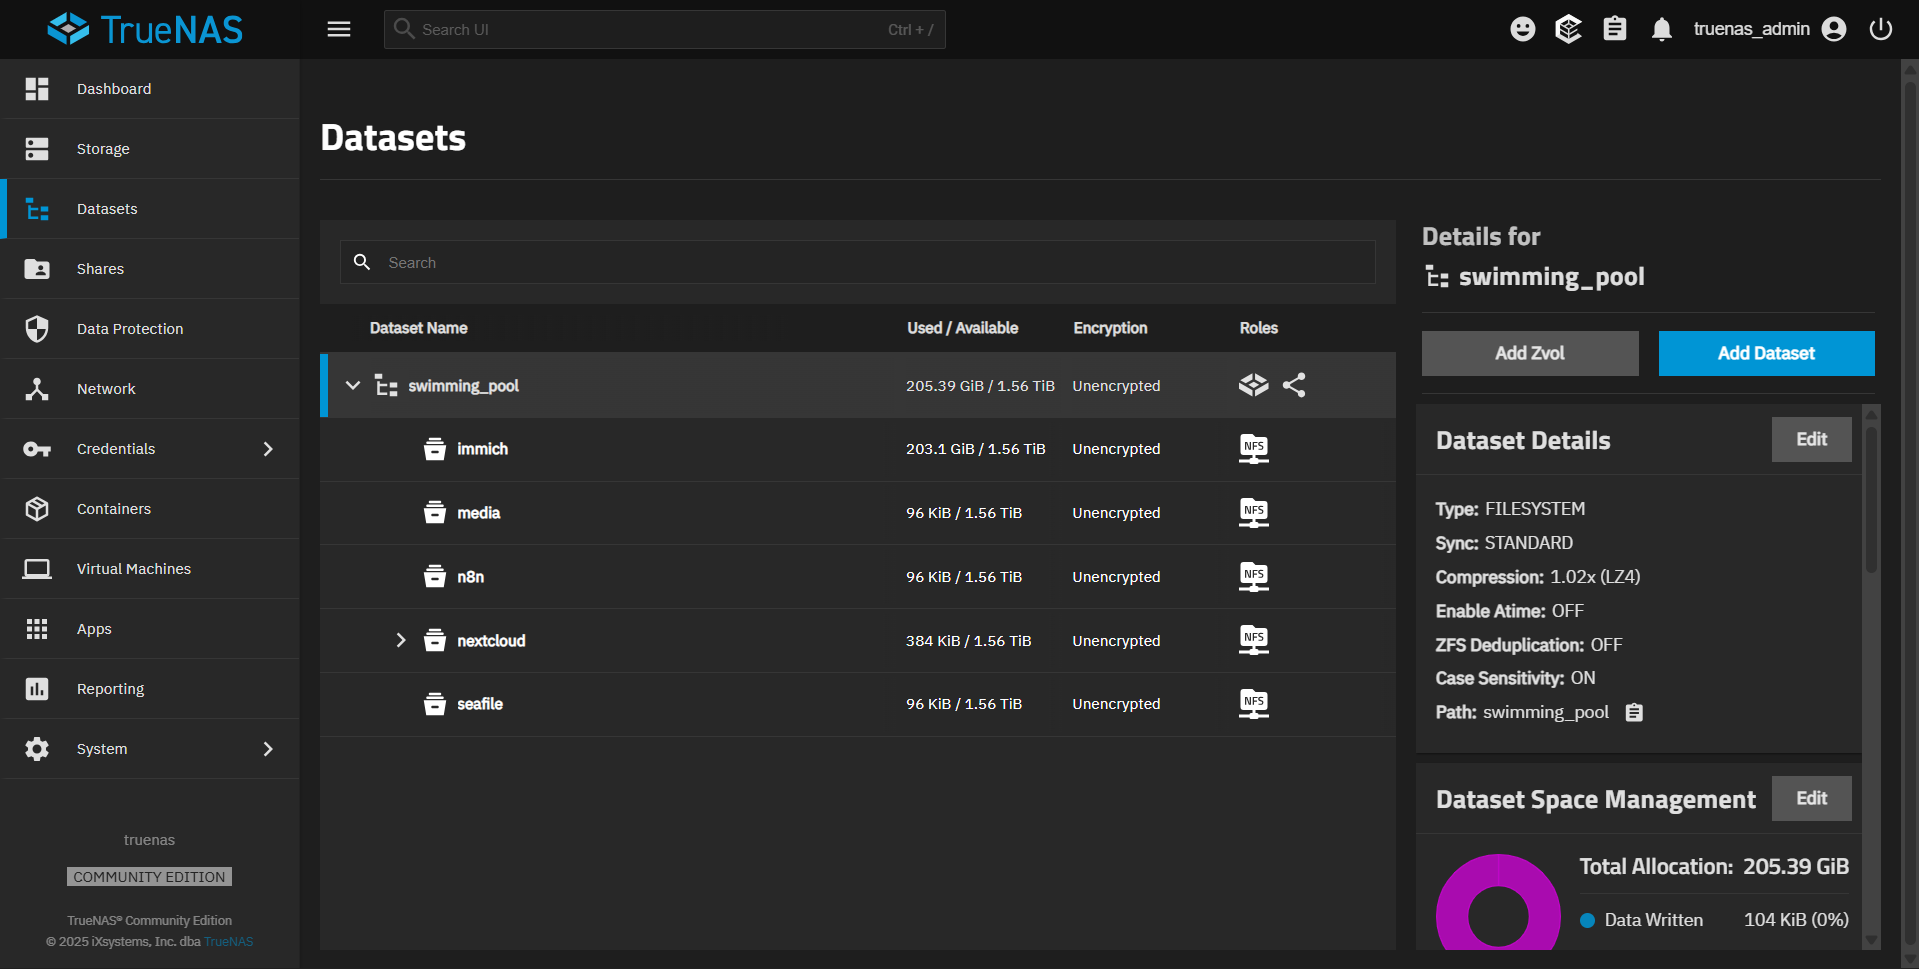 TrueNAS
Search UI
Ctrl + /
truenas_admin
Dashboard
Storage
Datasets
Shares
Data Protection
Network
Credentials
Containers
Virtual Machines
Apps
Reporting
System
truenas
COMMUNITY EDITION
TrueNAS® Community Edition
© 2025 iXsystems, Inc. dba TrueNAS
Datasets
Search
Dataset Name Used / Available Encryption Roles
swimming_pool 205.39 GiB / 1.56 TiB Unencrypted
immich 203.1 GiB / 1.56 TiB Unencrypted NFS
media 96 KiB / 1.56 TiB Unencrypted NFS
n8n 96 KiB / 1.56 TiB Unencrypted NFS
nextcloud 384 KiB / 1.56 TiB Unencrypted NFS
seafile 96 KiB / 1.56 TiB Unencrypted NFS
Details for
swimming_pool
Add Zvol Add Dataset
Dataset Details Edit
Type: FILESYSTEM
Sync: STANDARD
Compression: 1.02x (LZ4)
Enable Atime: OFF
ZFS Deduplication: OFF
Case Sensitivity: ON
Path: swimming_pool
Dataset Space Management Edit
Total Allocation: 205.39 GiB
Data Written 104 KiB (0%)